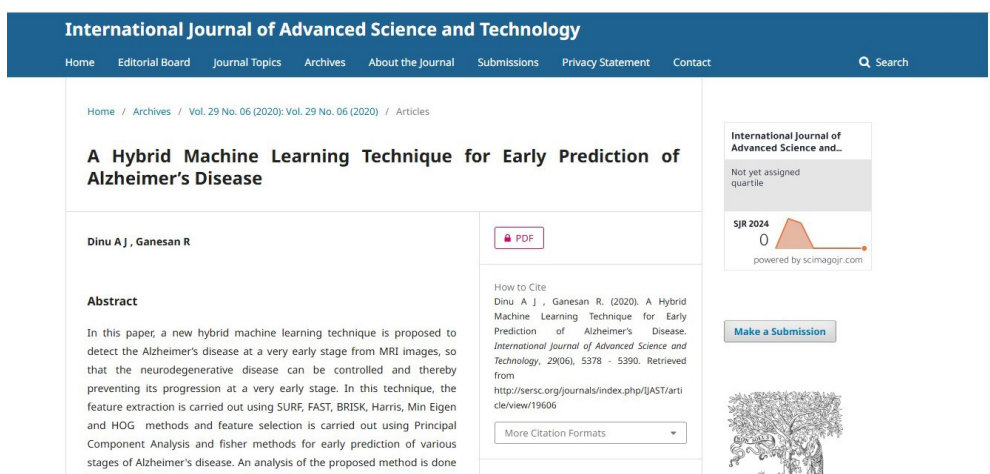 International Journal of Advanced Science and Technology
Home Editorial Board Journal Topics Archives About the Journal Submissions Privacy Statement Contact Search
Home / Archives / Vol. 29 No. 06 (2020): Vol. 29 No. 06 (2020) / Articles
A Hybrid Machine Learning Technique for Early Prediction of
Alzheimer's Disease
Dinu A J , Ganesan R
Abstract
In this paper, a new hybrid machine learning technique is proposed to
detect the Alzheimer's disease at a very early stage from MRI images, so
that the neurodegenerative disease can be controlled and thereby
preventing its progression at a very early stage. In this technique, the
feature extraction is carried out using SURF, FAST, BRISK, Harris, Min Eigen
and HOG methods and feature selection is carried out using Principal
Component Analysis and fisher methods for early prediction of various
stages of Alzheimer's disease. An analysis of the proposed method is done
PDF
How to Cite
Dinu A J , Ganesan R. (2020). A Hybrid
Machine Learning Technique for Early
Prediction of Alzheimer's Disease.
International Journal of Advanced Science and
Technology, 29(06), 5378 - 5390. Retrieved
from
http://sersc.org/journals/index.php/IJAST/arti
cle/view/19606
More Citation Formats
International Journal of
Advanced Science and...
Not yet assigned
quartile
SJR 2024
0
powered by scimagojr.com
Make a Submission